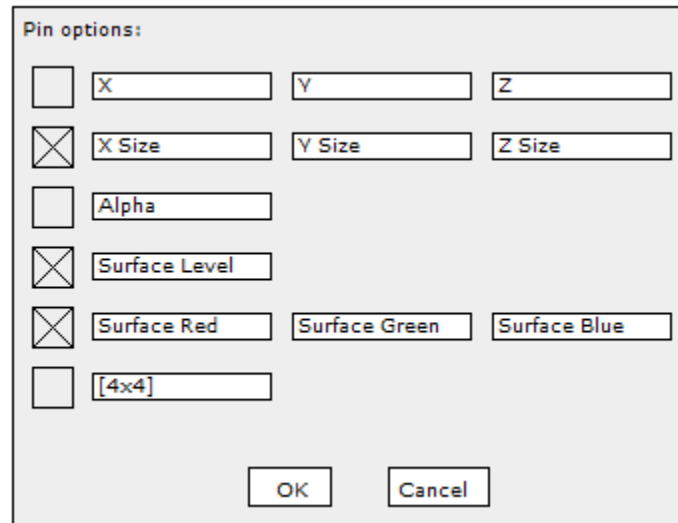 Pin options:
X Y Z
X Size Y Size Z Size
Alpha
Surface Level
Surface Red Surface Green Surface Blue
[4x4]
OK Cancel